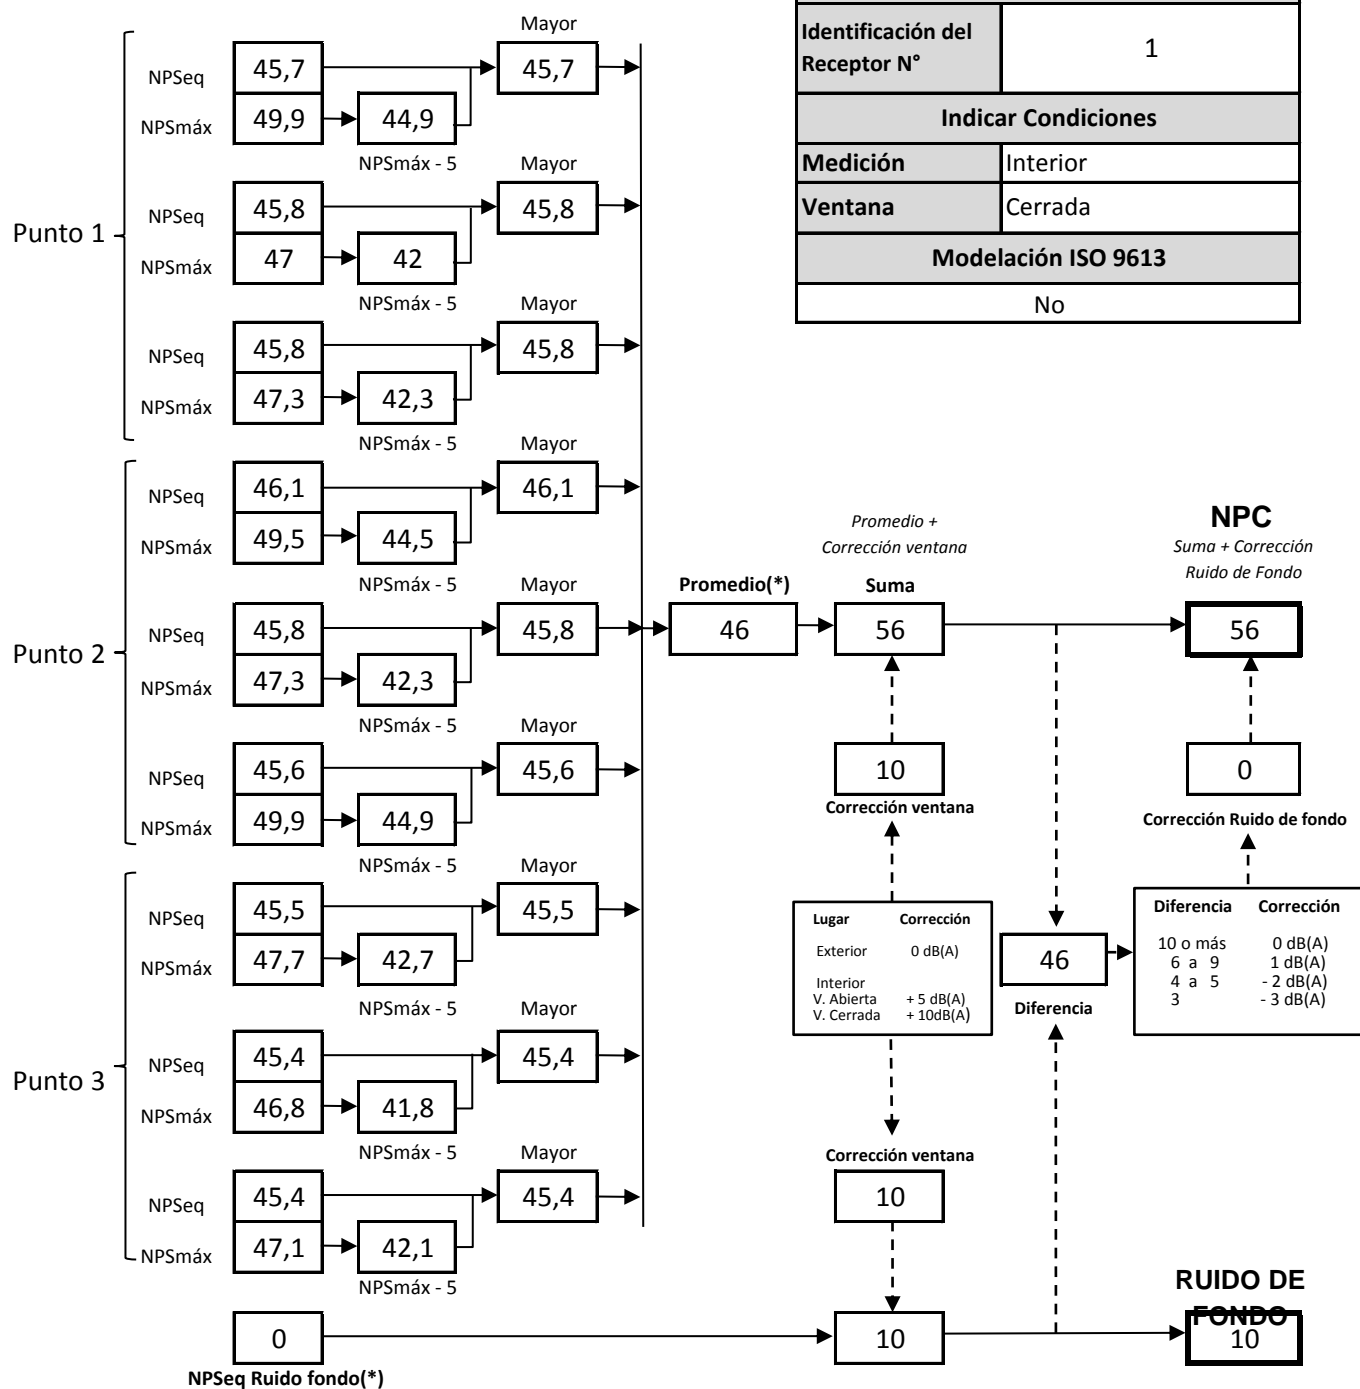 Identificación del
Receptor N°
1
Indicar Condiciones
Medición Interior
Ventana Cerrada
Modelación ISO 9613
No
Punto 1
Mayor
NPSeq 45,7 45,7
NPSmáx 49,9 44,9
NPSmáx - 5
Mayor
NPSeq 45,8 45,8
NPSmáx 47 42
NPSmáx - 5
Mayor
NPSeq 45,8 45,8
NPSmáx 47,3 42,3
NPSmáx - 5
Punto 2
Mayor
NPSeq 46,1 46,1
NPSmáx 49,5 44,5
NPSmáx - 5
Mayor
NPSeq 45,8 45,8
NPSmáx 47,3 42,3
NPSmáx - 5
Mayor
NPSeq 45,6 45,6
NPSmáx 49,9 44,9
NPSmáx - 5
Punto 3
Mayor
NPSeq 45,5 45,5
NPSmáx 47,7 42,7
NPSmáx - 5
Mayor
NPSeq 45,4 45,4
NPSmáx 46,8 41,8
NPSmáx - 5
Mayor
NPSeq 45,4 45,4
NPSmáx 47,1 42,1
NPSmáx - 5
0
NPSeq Ruido fondo(*)
Promedio(*)
46
Promedio +
Corrección ventana
Suma
56
10
Corrección ventana
Lugar Corrección
Exterior 0 dB(A)
Interior
V. Abierta + 5 dB(A)
V. Cerrada + 10dB(A)
Corrección ventana
10
10
46
Diferencia
NPC
Suma + Corrección
Ruido de Fondo
56
0
Corrección Ruido de fondo
Diferencia Corrección
10 o más 0 dB(A)
6 a 9 1 dB(A)
4 a 5 - 2 dB(A)
3 - 3 dB(A)
RUIDO DE
FONDO
10